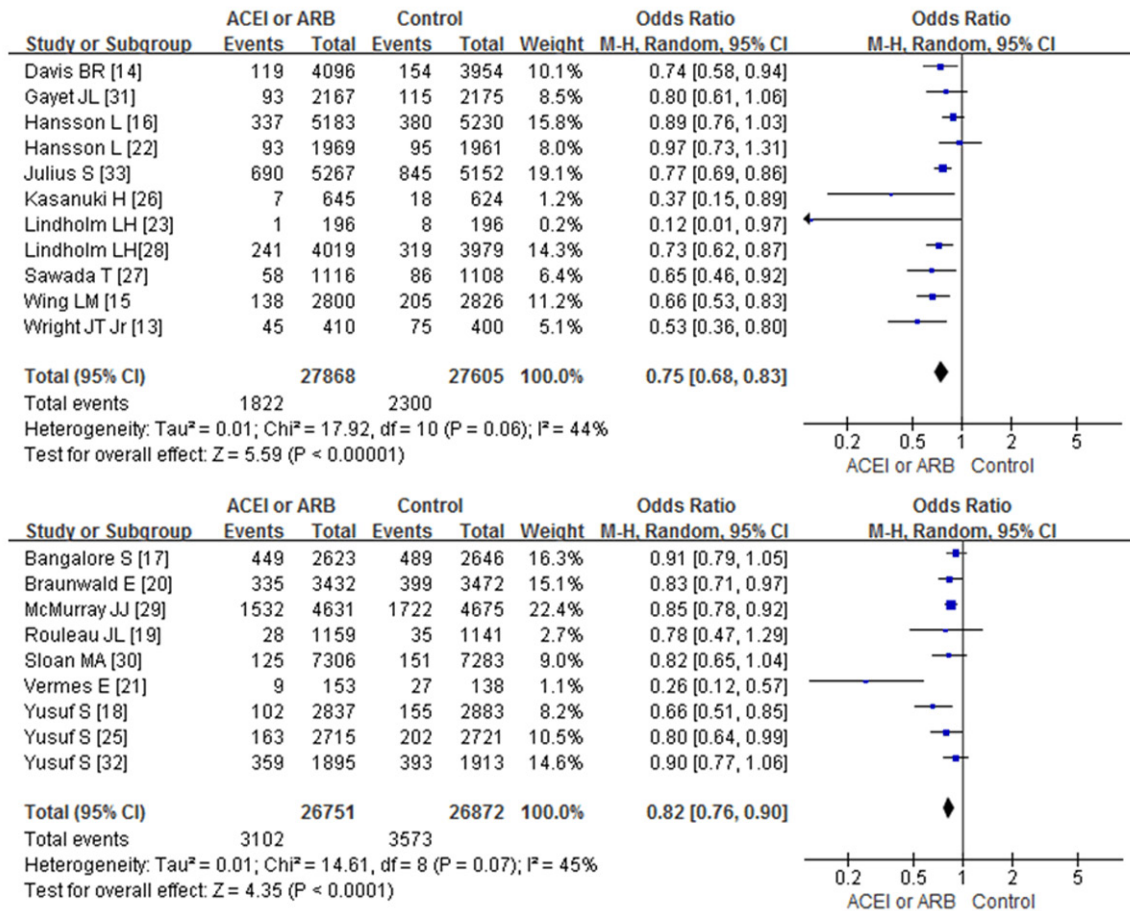 ACEI or ARB Control Odds Ratio Odds Ratio
Study or Subgroup Events Total Events Total Weight M-H, Random, 95% CI M-H, Random, 95% CI
Davis BR [14] 119 4096 154 3954 10.1% 0.74 [0.58, 0.94]
Gayet JL [31] 93 2167 115 2175 8.5% 0.80 [0.61, 1.06]
Hansson L [16] 337 5183 380 5230 15.8% 0.89 [0.76, 1.03]
Hansson L [22] 93 1969 95 1961 8.0% 0.97 [0.73, 1.31]
Julius S [33] 690 5267 845 5152 19.1% 0.77 [0.69, 0.86]
Kasanuki H [26] 7 645 18 624 1.2% 0.37 [0.15, 0.89]
Lindholm LH [23] 1 196 8 196 0.2% 0.12 [0.01, 0.97]
Lindholm LH[28] 241 4019 319 3979 14.3% 0.73 [0.62, 0.87]
Sawada T [27] 58 1116 86 1108 6.4% 0.65 [0.46, 0.92]
Wing LM [15 138 2800 205 2826 11.2% 0.66 [0.53, 0.83]
Wright JT Jr [13] 45 410 75 400 5.1% 0.53 [0.36, 0.80]
Total (95% CI) 27868 27605 100.0% 0.75 [0.68, 0.83]
Total events 1822 2300
Heterogeneity: Tau² = 0.01; Chi² = 17.92, df = 10 (P = 0.06); I² = 44%
Test for overall effect: Z = 5.59 (P < 0.00001)
0.2 0.5 1 2 5
ACEI or ARB Control
ACEI or ARB Control Odds Ratio Odds Ratio
Study or Subgroup Events Total Events Total Weight M-H, Random, 95% CI M-H, Random, 95% CI
Bangalore S [17] 449 2623 489 2646 16.3% 0.91 [0.79, 1.05]
Braunwald E [20] 335 3432 399 3472 15.1% 0.83 [0.71, 0.97]
McMurray JJ [29] 1532 4631 1722 4675 22.4% 0.85 [0.78, 0.92]
Rouleau JL [19] 28 1159 35 1141 2.7% 0.78 [0.47, 1.29]
Sloan MA [30] 125 7306 151 7283 9.0% 0.82 [0.65, 1.04]
Vermes E [21] 9 153 27 138 1.1% 0.26 [0.12, 0.57]
Yusuf S [18] 102 2837 155 2883 8.2% 0.66 [0.51, 0.85]
Yusuf S [25] 163 2715 202 2721 10.5% 0.80 [0.64, 0.99]
Yusuf S [32] 359 1895 393 1913 14.6% 0.90 [0.77, 1.06]
Total (95% CI) 26751 26872 100.0% 0.82 [0.76, 0.90]
Total events 3102 3573
Heterogeneity: Tau² = 0.01; Chi² = 14.61, df = 8 (P = 0.07); I² = 45%
Test for overall effect: Z = 4.35 (P < 0.0001)
0.2 0.5 1 2 5
ACEI or ARB Control